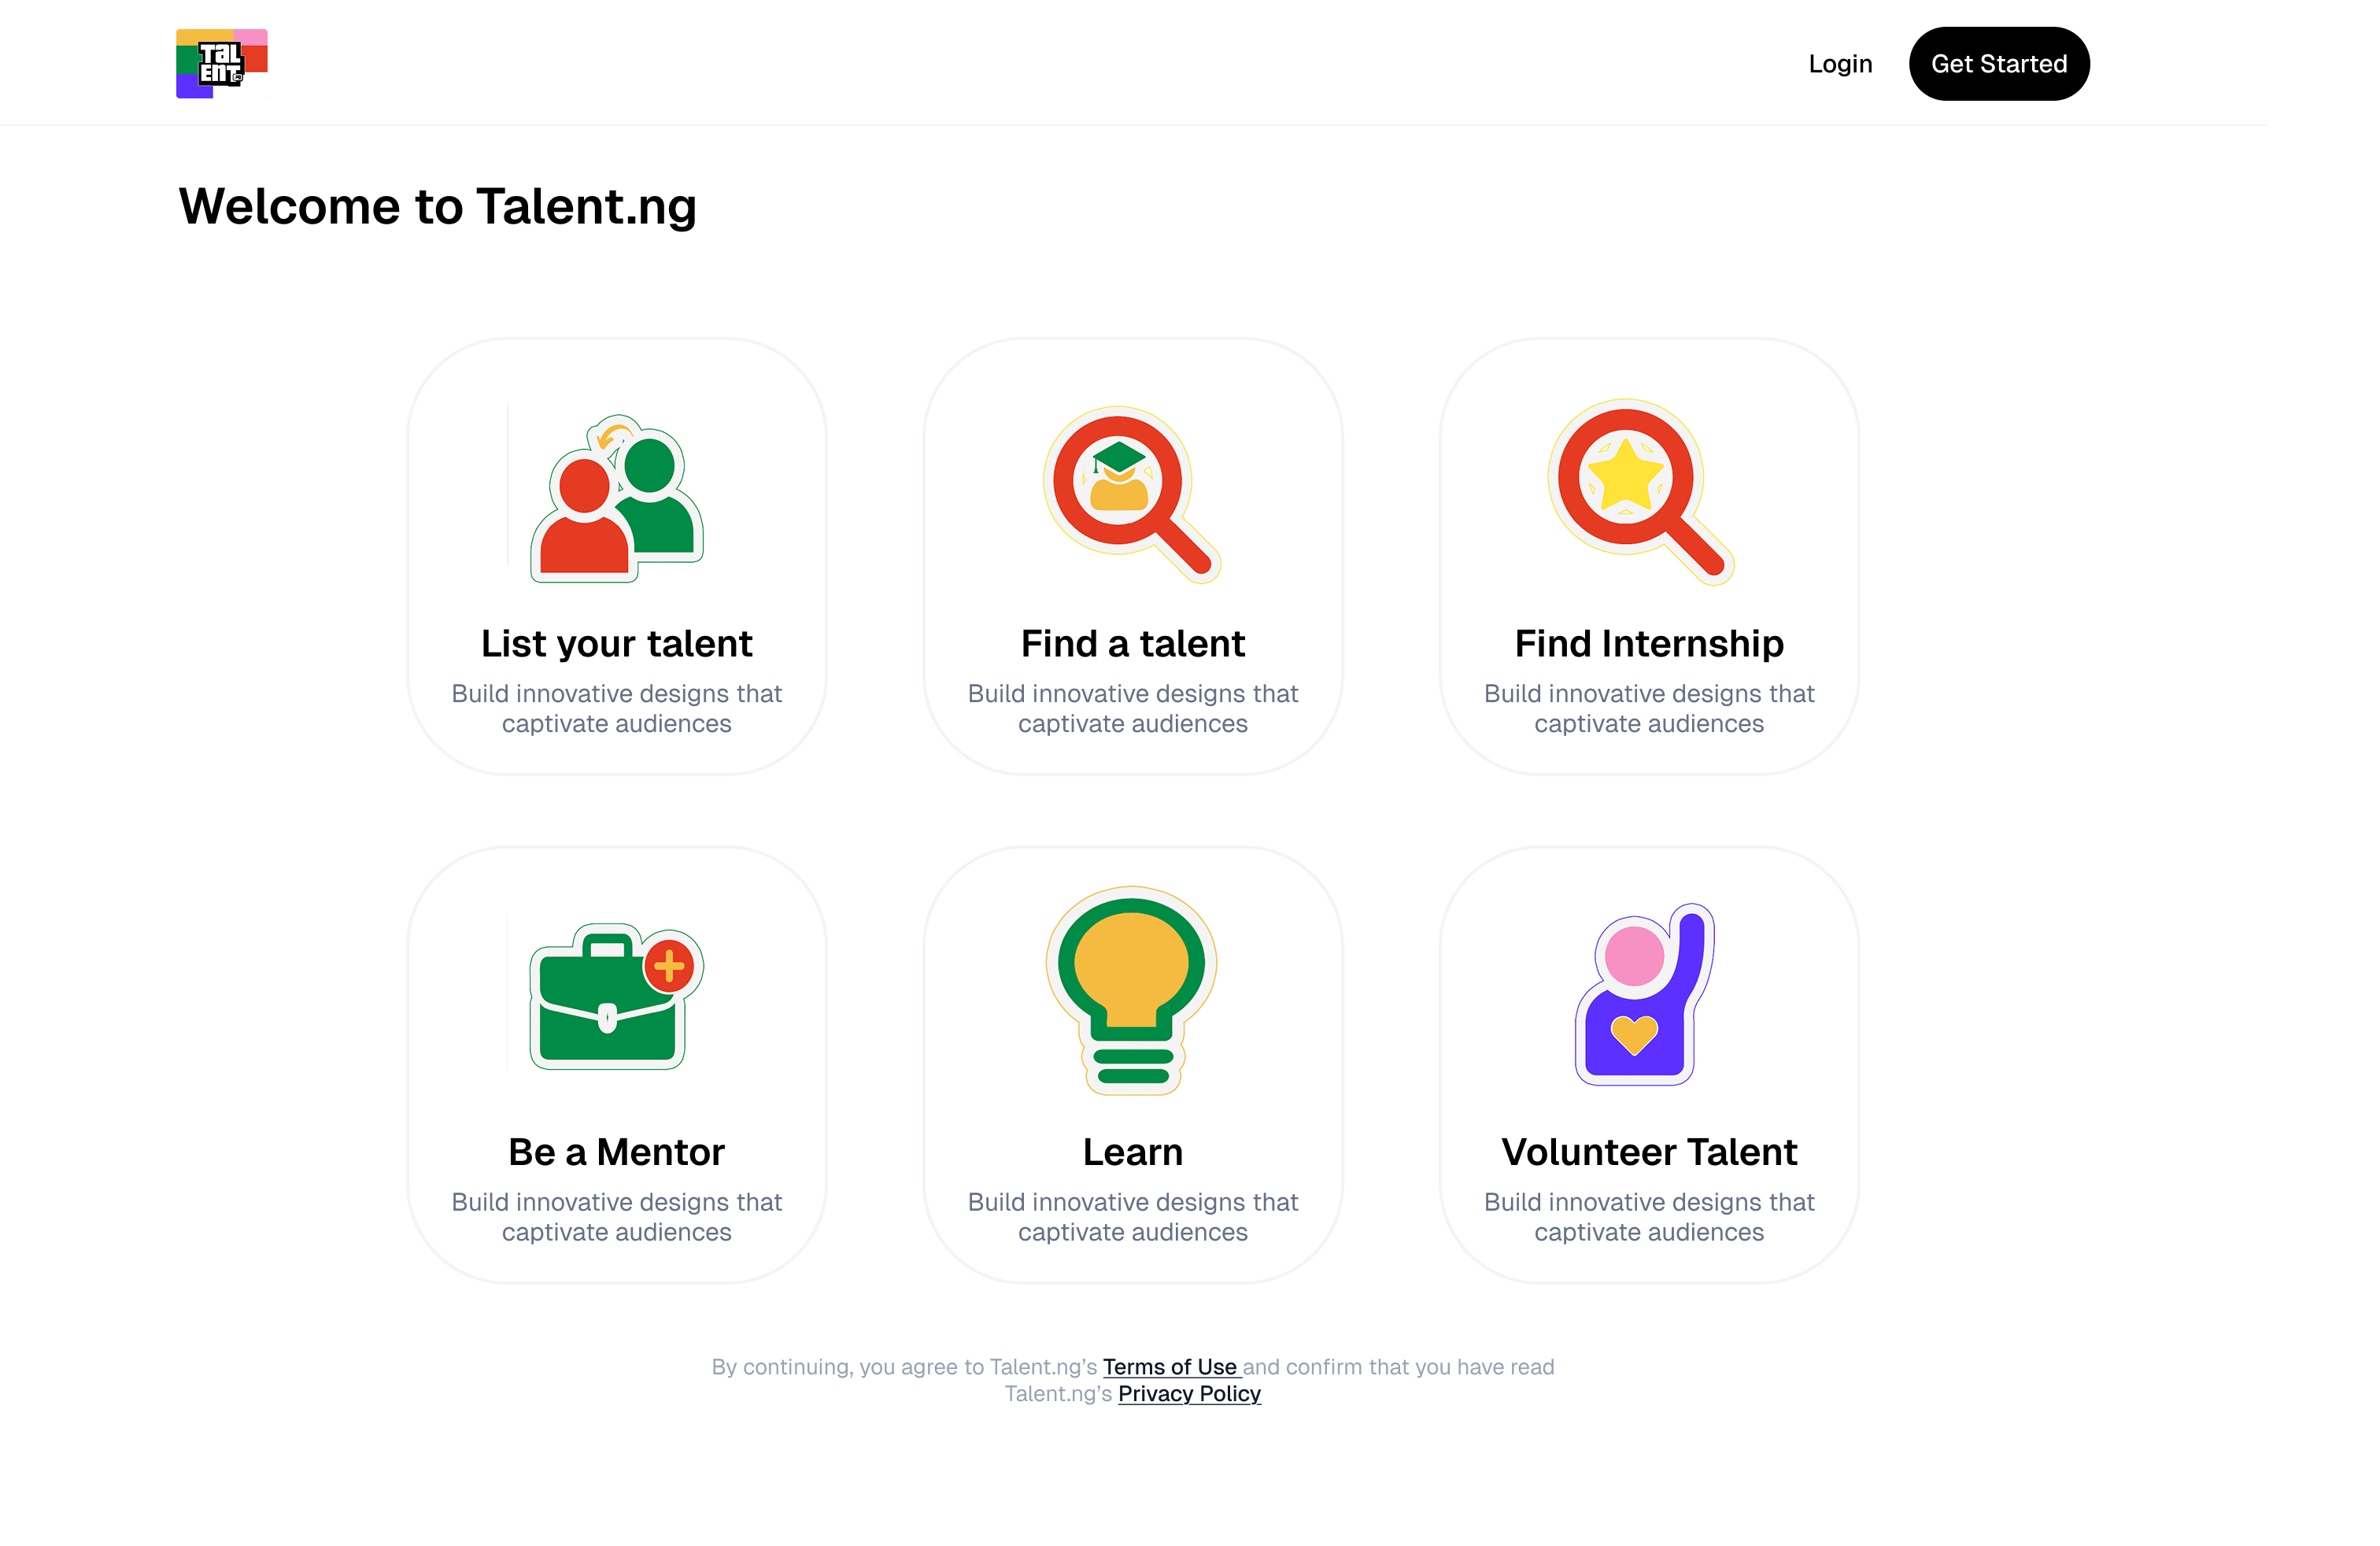 TaL
ENT
Login
Get Started
Welcome to Talent.ng
List your talent
Build innovative designs that
captivate audiences
Find a talent
Build innovative designs that
captivate audiences
Find Internship
Build innovative designs that
captivate audiences
Be a Mentor
Build innovative designs that
captivate audiences
Learn
Build innovative designs that
captivate audiences
Volunteer Talent
Build innovative designs that
captivate audiences
By continuing, you agree to Talent.ng’s Terms of Use and confirm that you have read
Talent.ng’s Privacy Policy